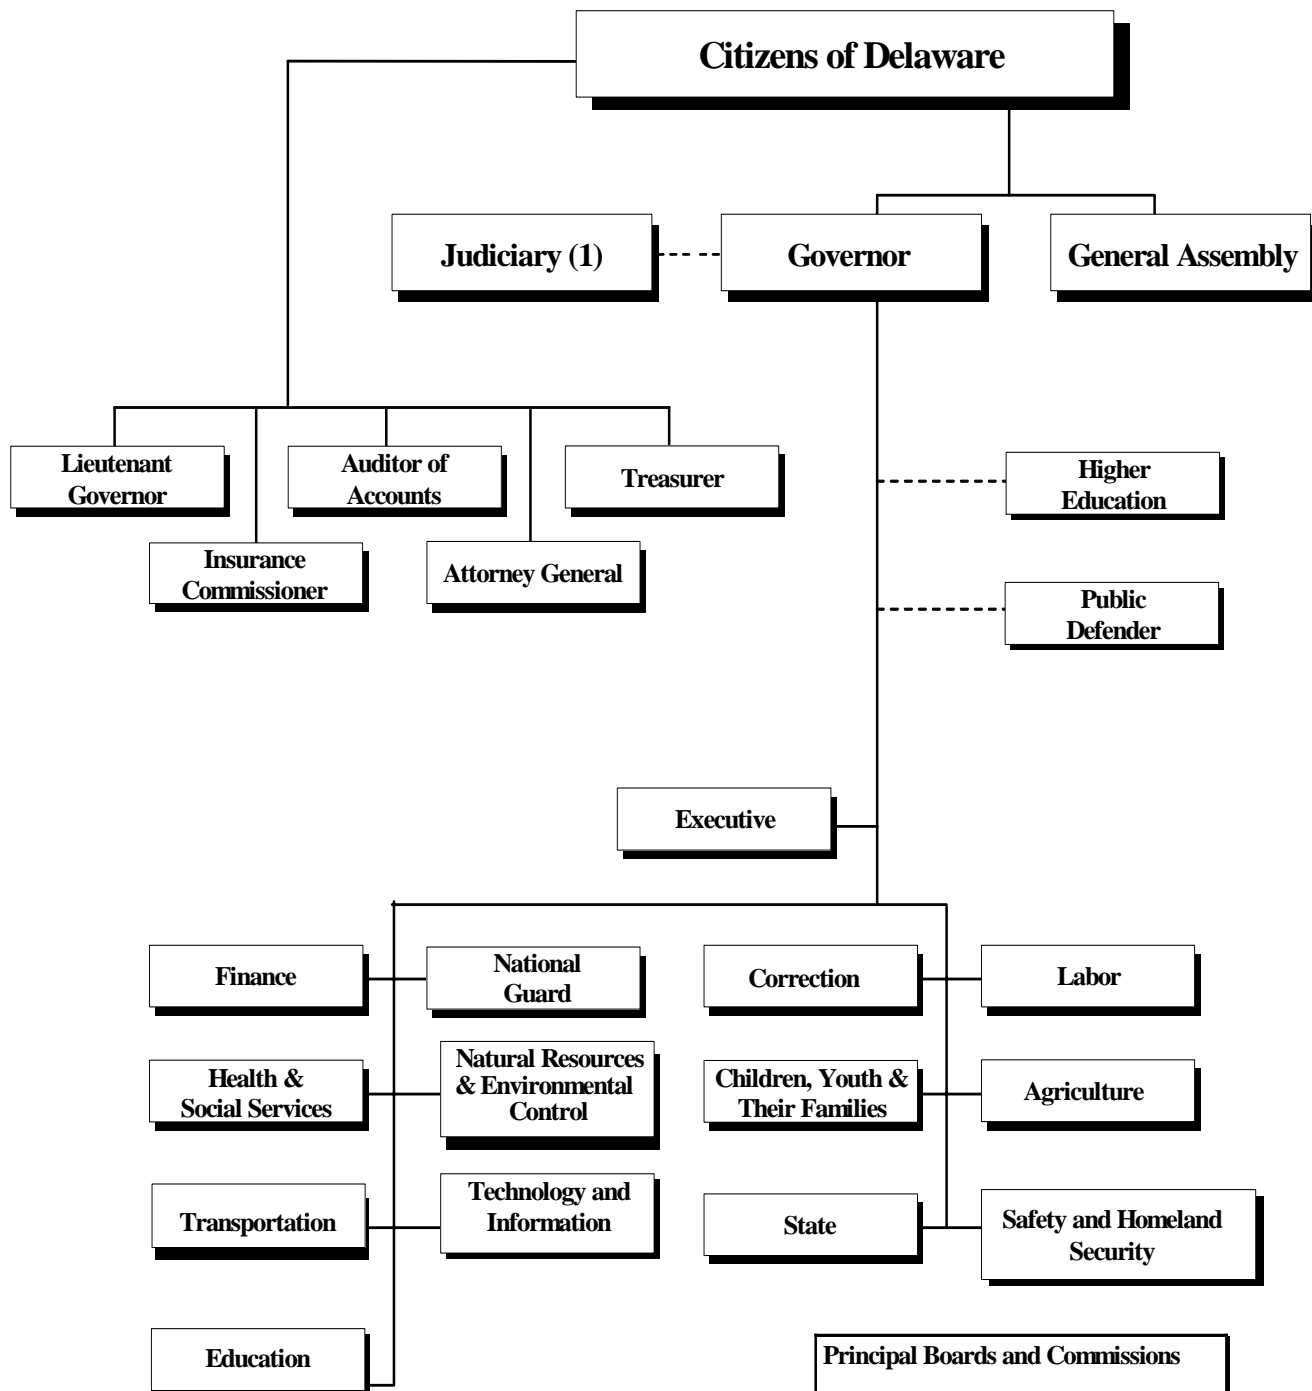 Citizens of Delaware
Judiciary (1)
Governor
General Assembly
Lieutenant
Governor
Auditor of
Accounts
Treasurer
Insurance
Commissioner
Attorney General
Higher
Education
Public
Defender
Executive
Finance
National
Guard
Correction
Labor
Health &
Social Services
Natural Resources
& Environmental
Control
Children, Youth &
Their Families
Agriculture
Transportation
Technology and
Information
State
Safety and Homeland
Security
Education
Principal Boards and Commissions